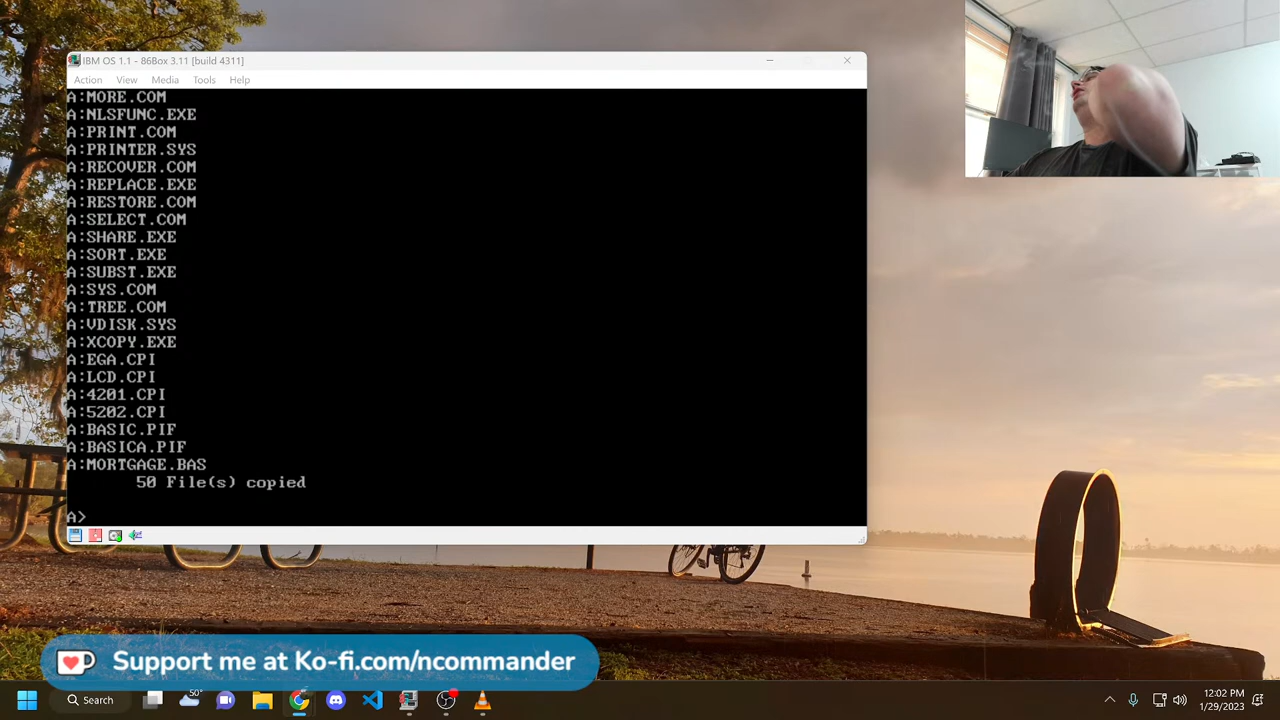 IBM OS 1.1 - 86Box 3.11 [build 4311]
Action View Media Tools Help
A:MORE.COM
A:NLSFUNC.EXE
A:PRINT.COM
A:PRINTER.SYS
A:RECOVER.COM
A:REPLACE.EXE
A:RESTORE.COM
A:SELECT.COM
A:SHARE.EXE
A:SORT.EXE
A:SUBST.EXE
A:SYS.COM
A:TREE.COM
A:VDISK.SYS
A:XCOPY.EXE
A:EGA.CPI
A:LCD.CPI
A:4201.CPI
A:5202.CPI
A:BASIC.PIF
A:BASICA.PIF
A:MORTGAGE.BAS
50 File(s) copied
A>
Support me at Ko-fi.com/ncommander
Search
50°
12:02 PM
1/29/2023